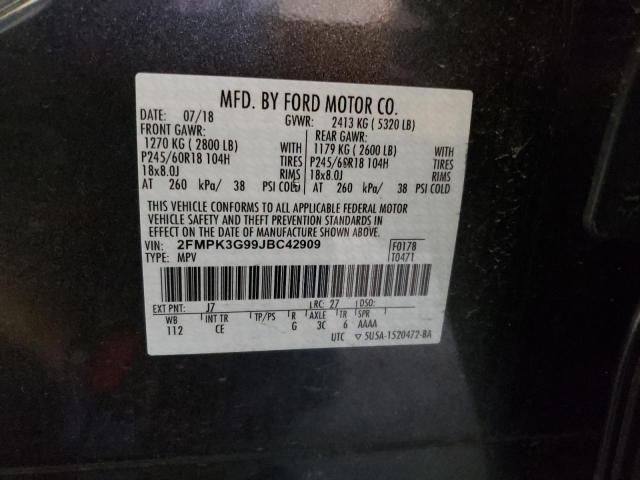 MFD. BY FORD MOTOR CO.
DATE: 07/18 GVWR: 2413 KG ( 5320 LB)
FRONT GAWR: REAR GAWR:
1270 KG ( 2800 LB) WITH 1179 KG ( 2600 LB) WITH
P245/60R18 104H TIRES P245/60R18 104H TIRES
18x8.0J RIMS 18x8.0J RIMS
AT 260 kPa/ 38 PSI COLD AT 260 kPa/ 38 PSI COLD
THIS VEHICLE CONFORMS TO ALL APPLICABLE FEDERAL MOTOR
VEHICLE SAFETY AND THEFT PREVENTION STANDARDS IN
EFFECT ON THE DATE OF MANUFACTURE SHOWN ABOVE.
VIN: 2FMPK3G99JBC42909 F0178
TYPE: MPV T0471
EXT PNT: J7 RC: 27 DSO:
WB INT TR TP/PS R AXLE TR SPR
112 CE G 3C 6 AAAA
UTC ▽ 5U5A-1520472-BA